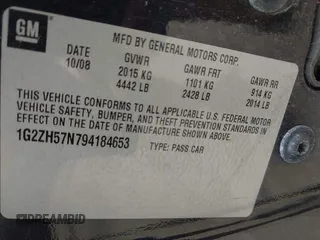 GM
MFD BY GENERAL MOTORS CORP.
DATE GVWR GAWR FRT GAWR RR
10/08 2015 KG 1101 KG 914 KG
4442 LB 2428 LB 2014 LB
THIS VEHICLE CONFORMS TO ALL APPLICABLE U.S. FEDERAL MOTOR
VEHICLE SAFETY, BUMPER, AND THEFT PREVENTION STANDARDS
IN EFFECT ON THE DATE OF MANUFACTURE SHOWN ABOVE.
1G2ZH57N794184653
TYPE: PASS CAR
DREAMBID